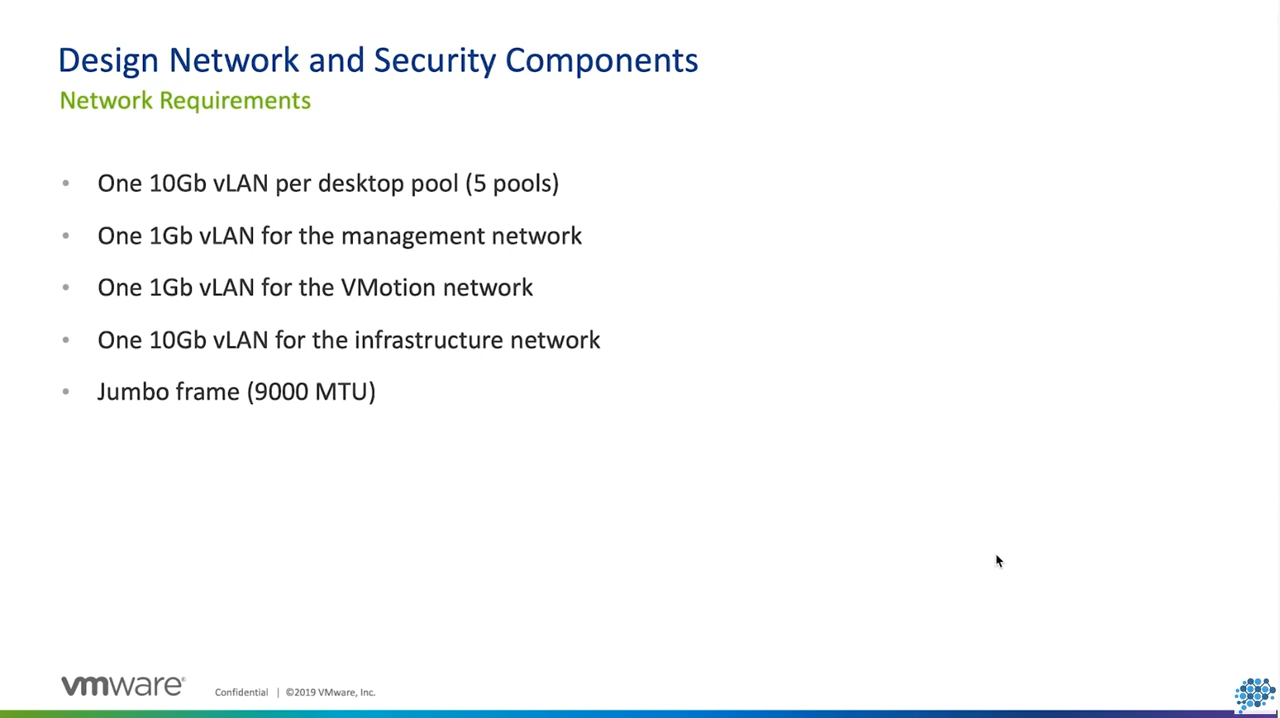 Design Network and Security Components
Network Requirements
• One 10Gb vLAN per desktop pool (5 pools)
• One 1Gb vLAN for the management network
• One 1Gb vLAN for the VMotion network
• One 10Gb vLAN for the infrastructure network
• Jumbo frame (9000 MTU)
vmware® Confidential | ©2019 VMware, Inc.